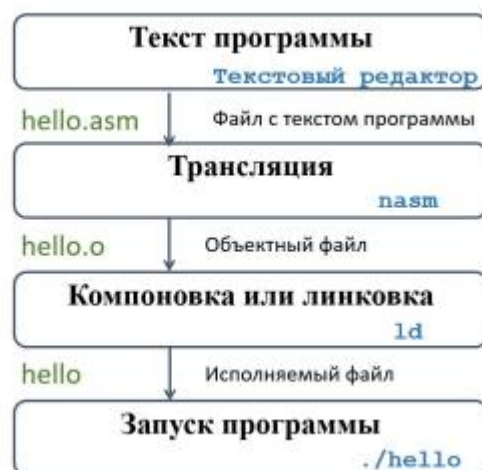 Текст программы
Текстовый редактор
hello.asm Файл с текстом программы
Трансляция
nasm
hello.o Объектный файл
Компоновка или линковка
ld
hello Исполняемый файл
Запуск программы
./hello